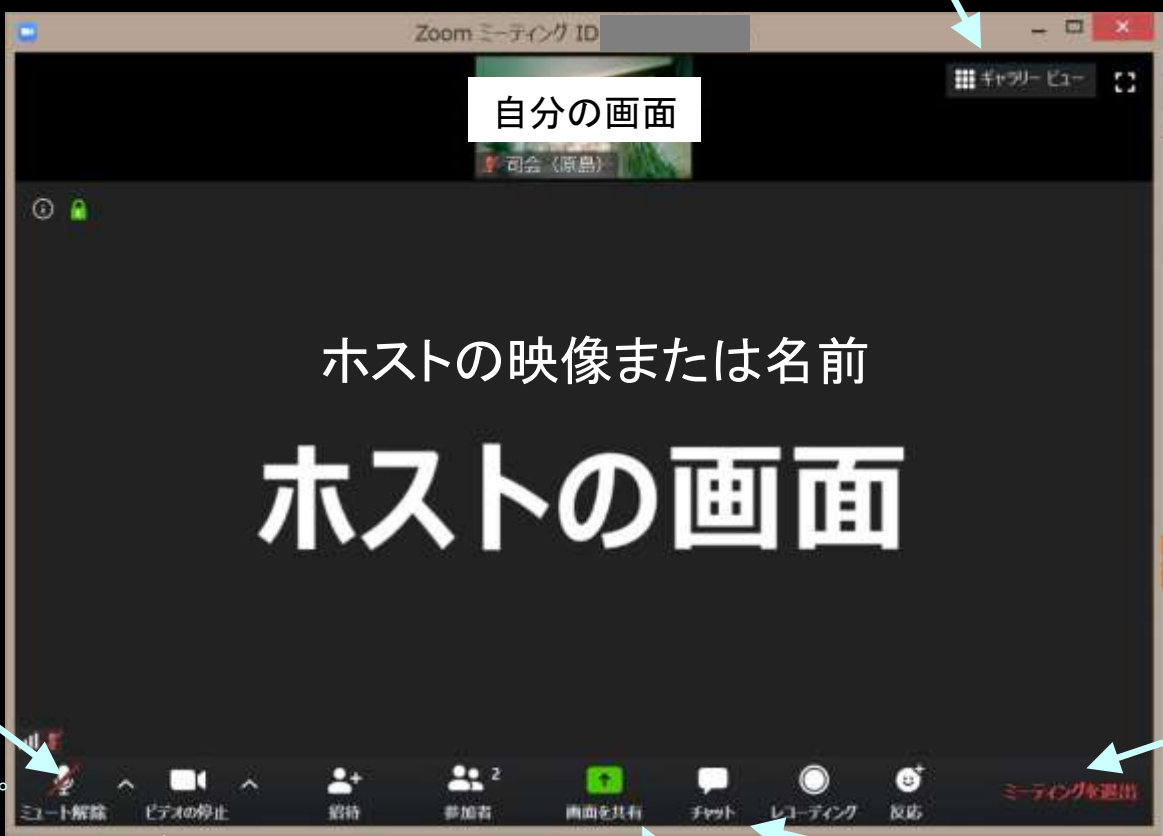 Zoom ミーティング ID
ギャラリー ビュー
自分の画面
司会（原島）
ホストの映像または名前
ホストの画面
ミュート解除
ビデオの停止
招待
参加者
2
画面を共有
チャット
レコーディング
反応
ミーティングを退出
。